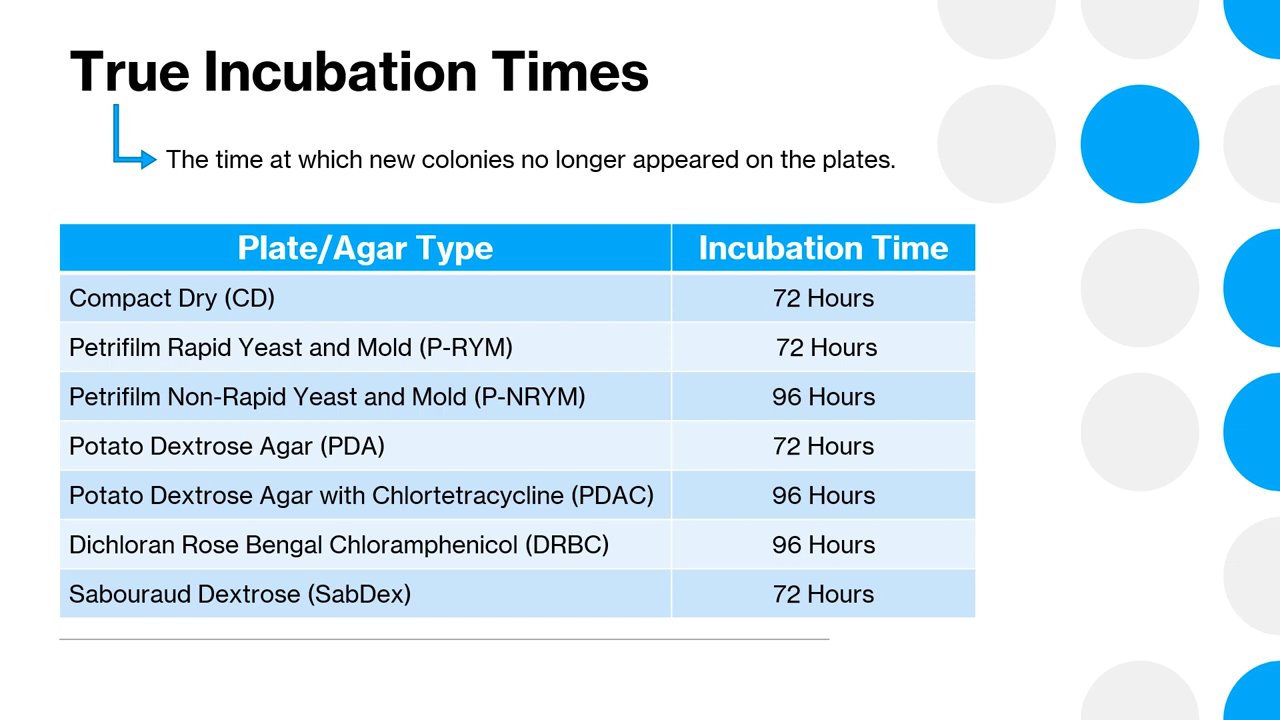 True Incubation Times
The time at which new colonies no longer appeared on the plates.
Plate/Agar Type Incubation Time
Compact Dry (CD) 72 Hours
Petrifilm Rapid Yeast and Mold (P-RYM) 72 Hours
Petrifilm Non-Rapid Yeast and Mold (P-NRYM) 96 Hours
Potato Dextrose Agar (PDA) 72 Hours
Potato Dextrose Agar with Chlortetracycline (PDAC) 96 Hours
Dichloran Rose Bengal Chloramphenicol (DRBC) 96 Hours
Sabouraud Dextrose (SabDex) 72 Hours